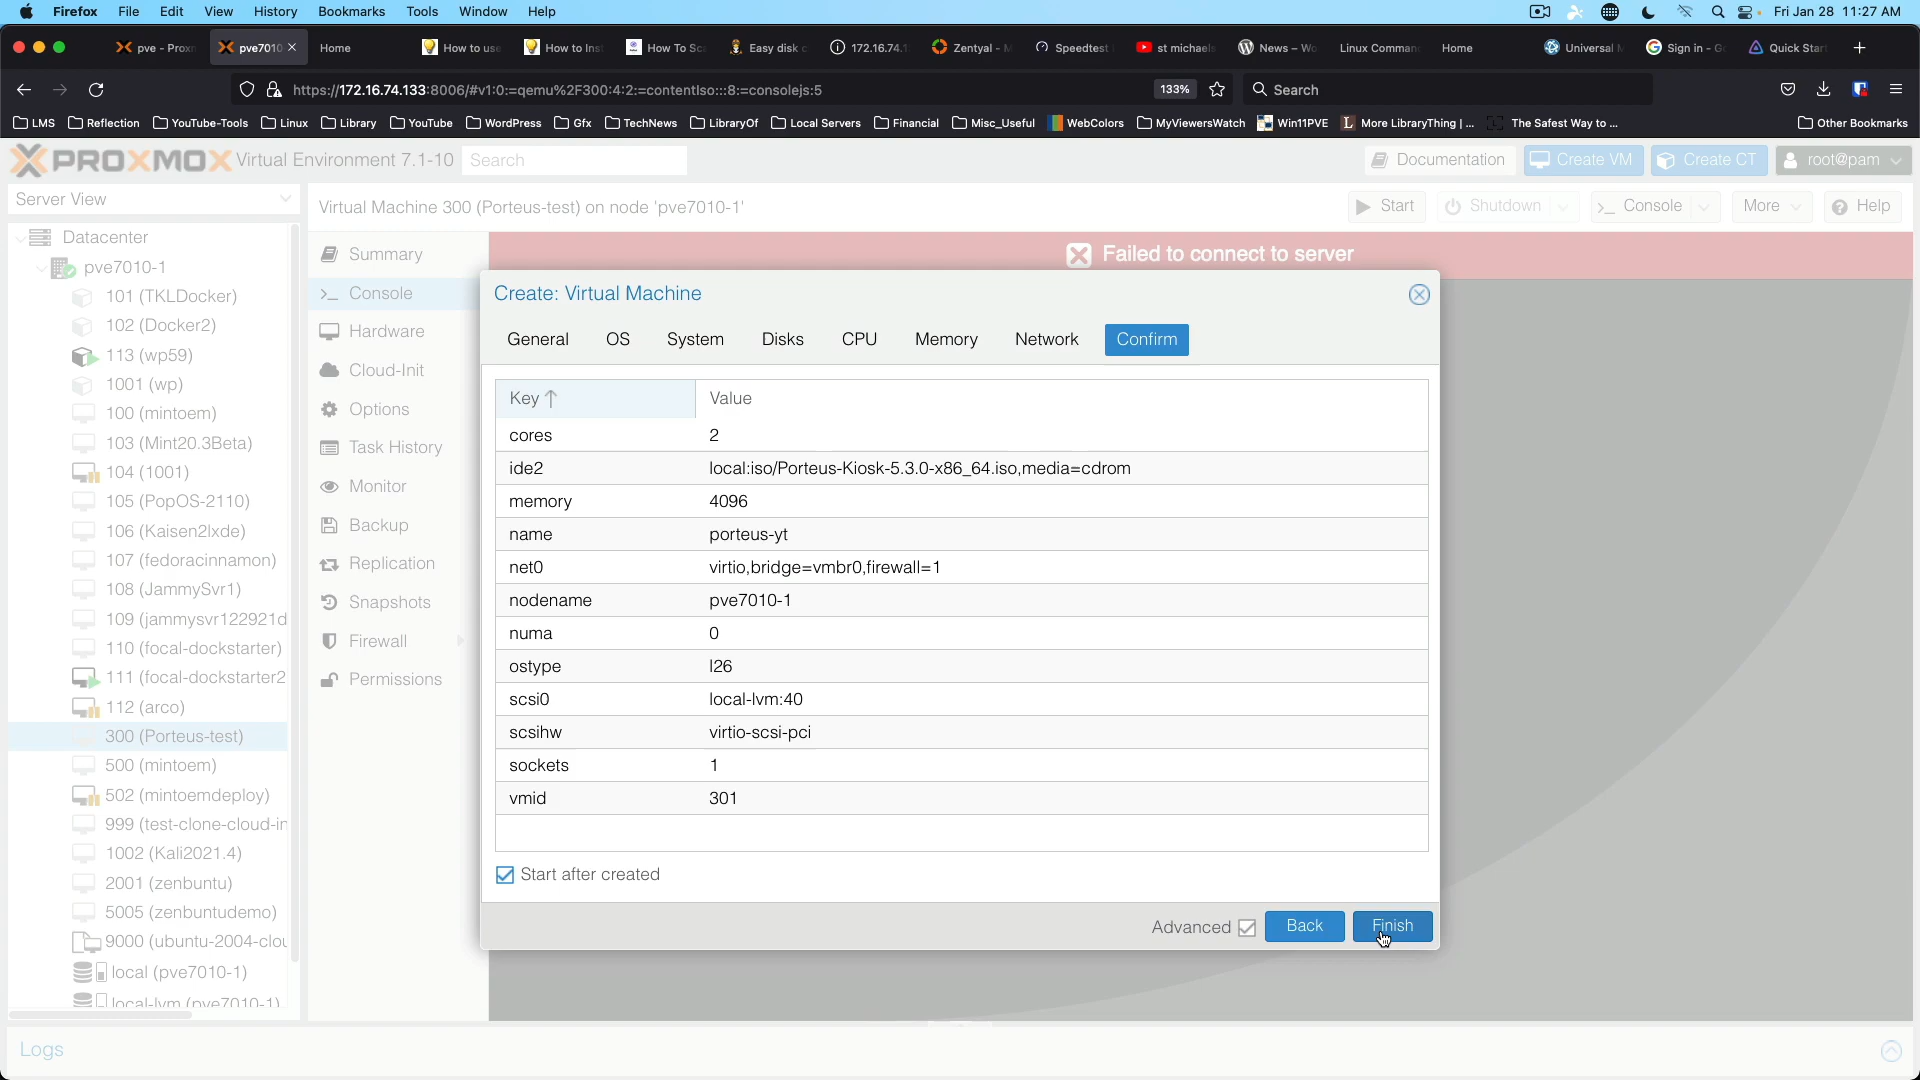 Firefox File Edit View History Bookmarks Tools Window Help Fri Jan 28 11:27 AM
pve - Prox pve7010 Home How to use How to Ins How To Sc Easy disk 172.16.74.1 Zentyal - Speedtest st michaels News – Wo Linux Comman Home Universal Sign in - Go Quick Star
https://172.16.74.133:8006/#v1:0:=qemu%2F300:4:2:=contentIso:::8:=consolejs:5 133% Search
LMS Reflection YouTube-Tools Linux Library YouTube WordPress Gfx TechNews LibraryOf Local Servers Financial Misc_Useful WebColors MyViewersWatch Win11PVE More LibraryThing | ... The Safest Way to ... Other Bookmarks
PROXMOX Virtual Environment 7.1-10 Search Documentation Create VM Create CT root@pam
Server View
Virtual Machine 300 (Porteus-test) on node 'pve7010-1' Start Shutdown Console More Help
Datacenter
pve7010-1
101 (TKLDocker)
102 (Docker2)
113 (wp59)
1001 (wp)
100 (mintoem)
103 (Mint20.3Beta)
104 (1001)
105 (PopOS-2110)
106 (Kaisen2lxde)
107 (fedoracinnamon)
108 (JammySvr1)
109 (jammysvr122921d
110 (focal-dockstarter)
111 (focal-dockstarter2
112 (arco)
300 (Porteus-test)
500 (mintoem)
502 (mintoemdeploy)
999 (test-clone-cloud-in
1002 (Kali2021.4)
2001 (zenbuntu)
5005 (zenbuntudemo)
9000 (ubuntu-2004-clou
local (pve7010-1)
local-lvm (pve7010-1)
Summary
Console
Hardware
Cloud-Init
Options
Task History
Monitor
Backup
Replication
Snapshots
Firewall
Permissions
Failed to connect to server
Create: Virtual Machine
General OS System Disks CPU Memory Network Confirm
Key Value
cores 2
ide2 local:iso/Porteus-Kiosk-5.3.0-x86_64.iso,media=cdrom
memory 4096
name porteus-yt
net0 virtio,bridge=vmbr0,firewall=1
nodename pve7010-1
numa 0
ostype l26
scsi0 local-lvm:40
scsihw virtio-scsi-pci
sockets 1
vmid 301
Start after created
Advanced Back Finish
Logs